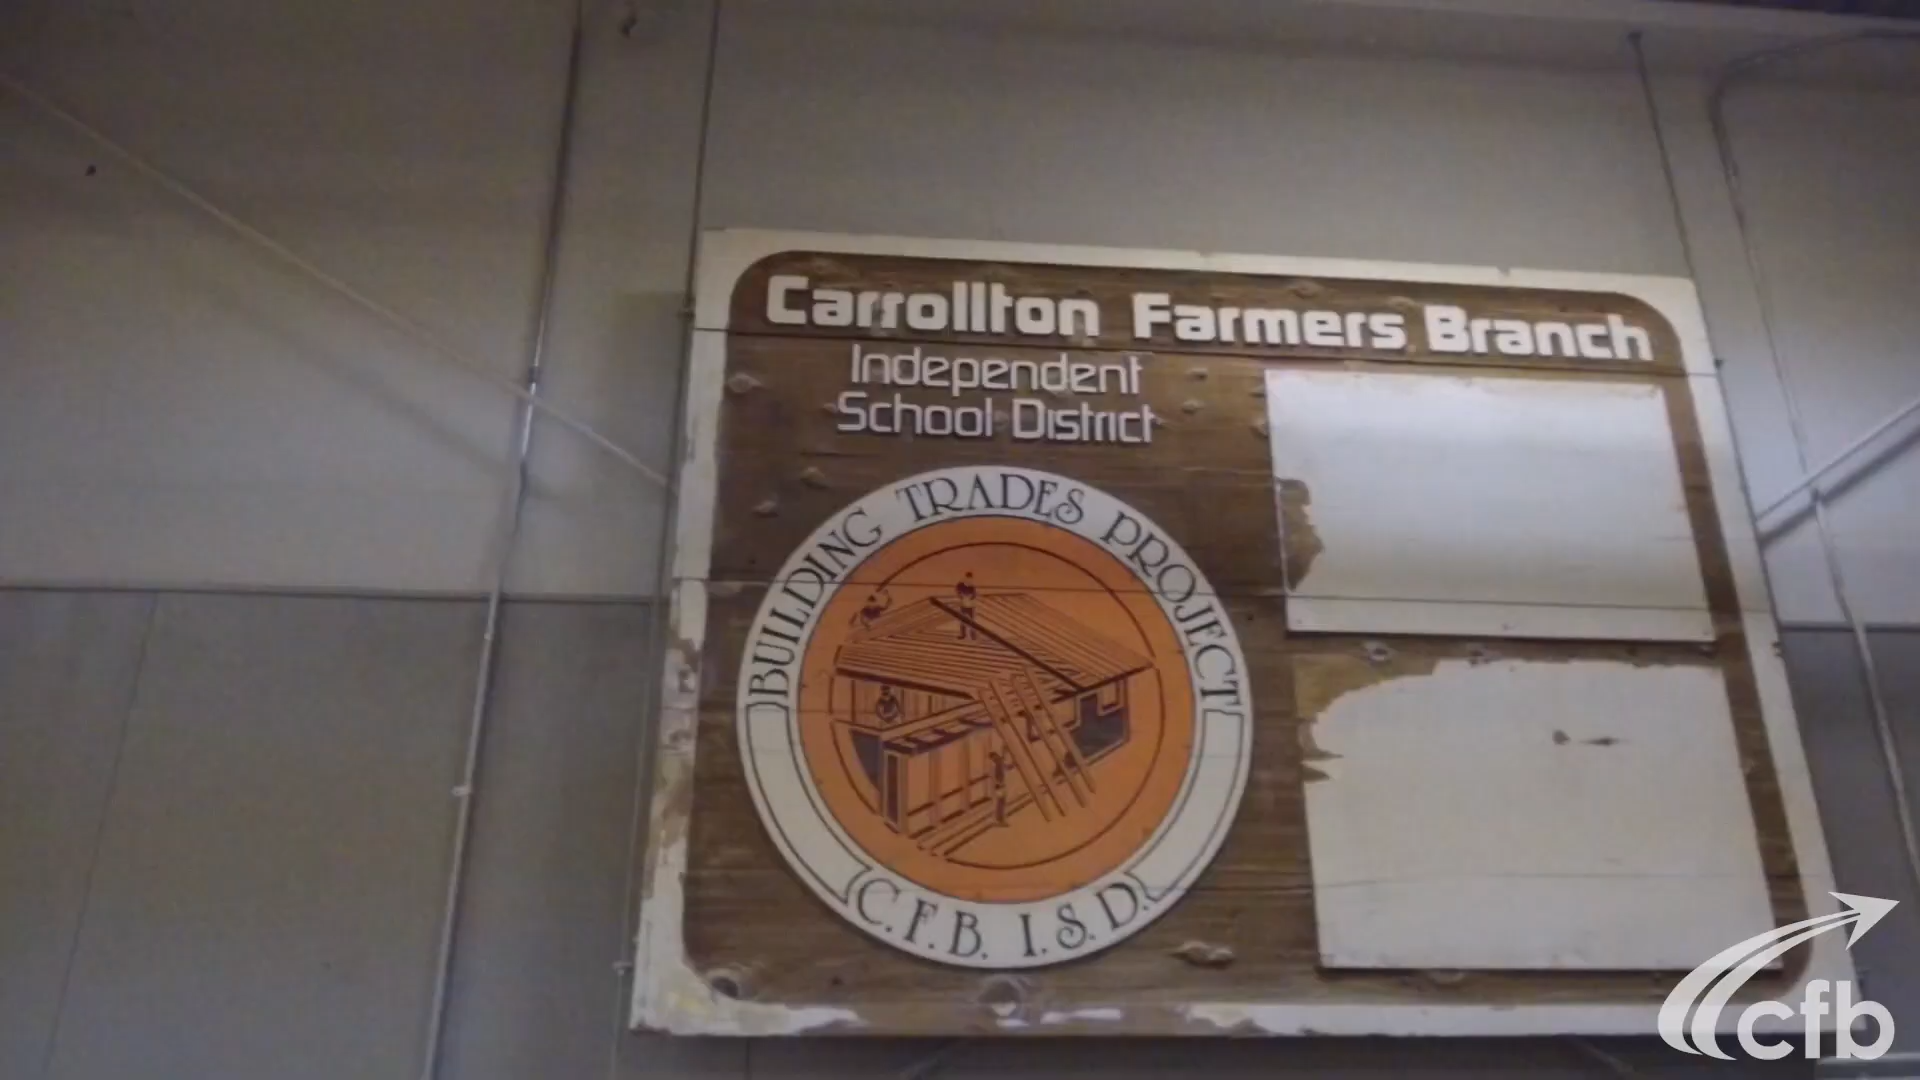 Carrollton Farmers Branch
Independent
School District
BUILDING TRADES PROJECT
C.F.B. I.S.D.
cfb